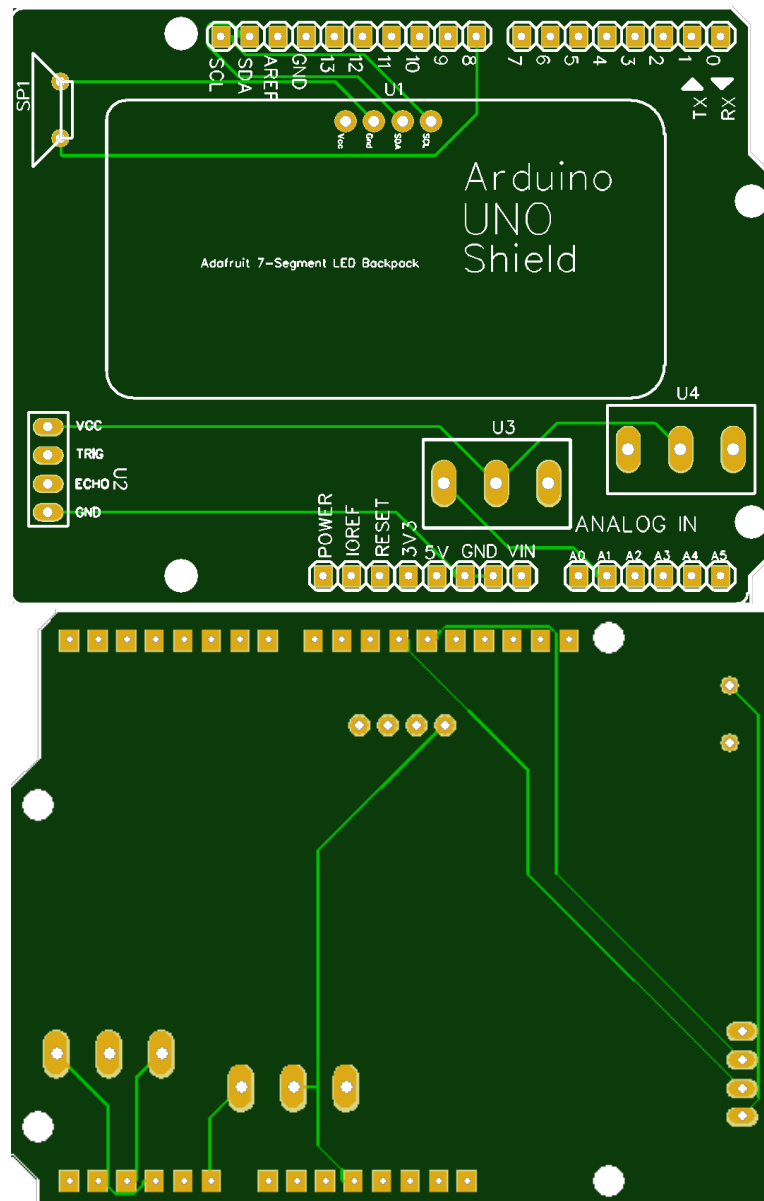 SCL
SDA
AREF
GND
13
12
11
10
9
8
7
6
5
4
3
2
1
0
TX
RX
SP1
U1
Vcc
Gnd
SDA
SCL
Arduino
UNO
Shield
Adafruit 7-Segment LED Backpack
U4
U3
VCC
TRIG
ECHO
GND
U2
ANALOG IN
POWER
IOREF
RESET
3V3
5V
GND
VIN
A0
A1
A2
A3
A4
A5